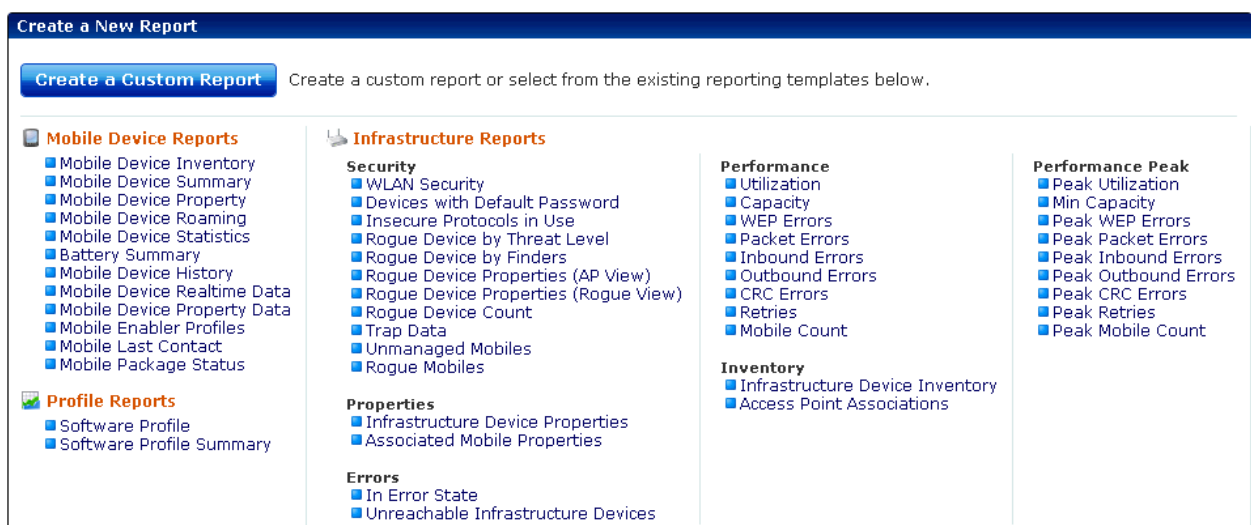 Create a New Report
Create a Custom Report
Create a custom report or select from the existing reporting templates below.
Mobile Device Reports
Mobile Device Inventory
Mobile Device Summary
Mobile Device Property
Mobile Device Roaming
Mobile Device Statistics
Battery Summary
Mobile Device History
Mobile Device Realtime Data
Mobile Device Property Data
Mobile Enabler Profiles
Mobile Last Contact
Mobile Package Status
Profile Reports
Software Profile
Software Profile Summary
Infrastructure Reports
Security
WLAN Security
Devices with Default Password
Insecure Protocols in Use
Rogue Device by Threat Level
Rogue Device by Finders
Rogue Device Properties (AP View)
Rogue Device Properties (Rogue View)
Rogue Device Count
Trap Data
Unmanaged Mobiles
Rogue Mobiles
Properties
Infrastructure Device Properties
Associated Mobile Properties
Errors
In Error State
Unreachable Infrastructure Devices
Performance
Utilization
Capacity
WEP Errors
Packet Errors
Inbound Errors
Outbound Errors
CRC Errors
Retries
Mobile Count
Inventory
Infrastructure Device Inventory
Access Point Associations
Performance Peak
Peak Utilization
Min Capacity
Peak WEP Errors
Peak Packet Errors
Peak Inbound Errors
Peak Outbound Errors
Peak CRC Errors
Peak Retries
Peak Mobile Count